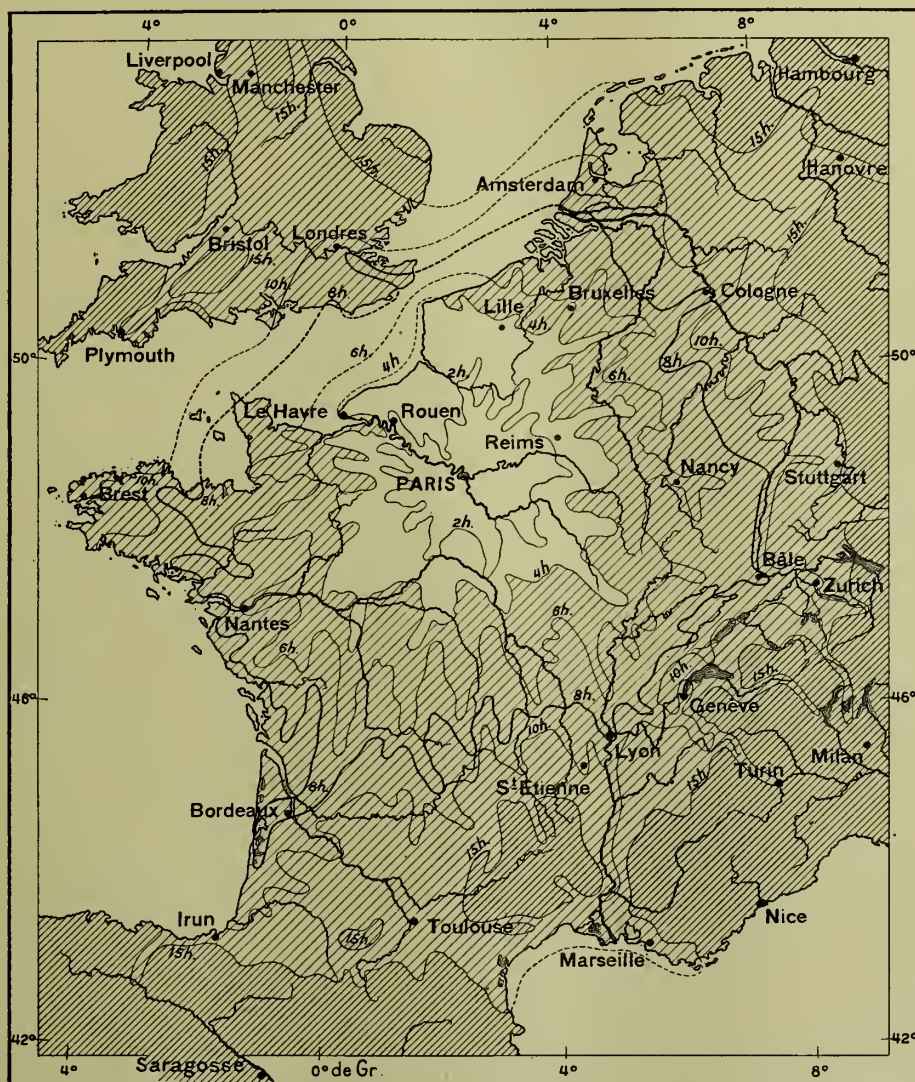 4° 0° 4° 8°
Liverpool
Manchester
Hambourg
15h.
15h.
15h.
15h.
Hanovre
Amsterdam
Bristol
Londres
15h.
15h.
10h.
8h.
Bruxelles
Cologne
Lille
4h.
Plymouth
10h.
8h.
50° 50°
6h.
4h.
2h.
6h.
Le Havre
Rouen
Reims
Nancy
Stuttgart
PARIS
10h.
Brest
8h.
2h.
4h.
Bâle
Zurich
Nantes
6h.
6h.
10h.
15h.
46° 46°
8h.
Genève
10h.
Lyon
Milan
St Etienne
Turin
15h.
8h.
Bordeaux
15h.
Irun
Toulouse
Nice
15h.
15h.
Marseille
42° 42°
Saragosse
4° 0° de Gr. 4° 8°